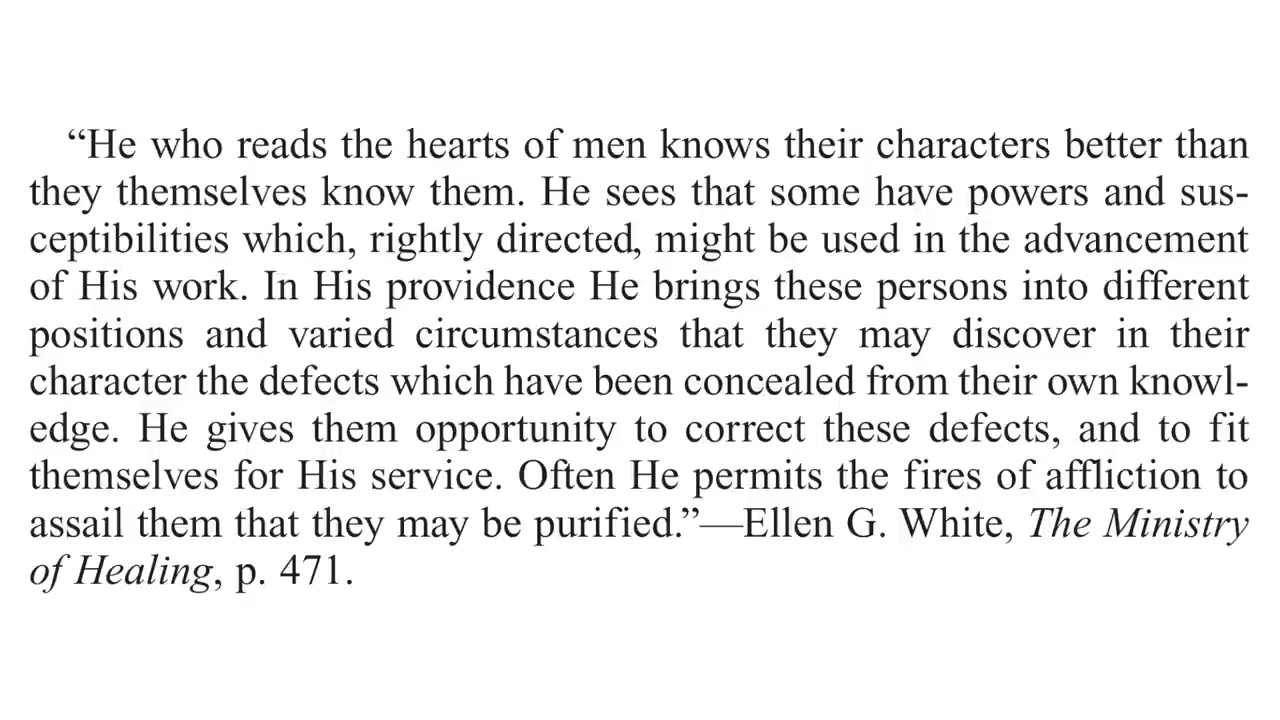 “He who reads the hearts of men knows their characters better than
they themselves know them. He sees that some have powers and sus-
ceptibilities which, rightly directed, might be used in the advancement
of His work. In His providence He brings these persons into different
positions and varied circumstances that they may discover in their
character the defects which have been concealed from their own knowl-
edge. He gives them opportunity to correct these defects, and to fit
themselves for His service. Often He permits the fires of affliction to
assail them that they may be purified.”—Ellen G. White, The Ministry
of Healing, p. 471.